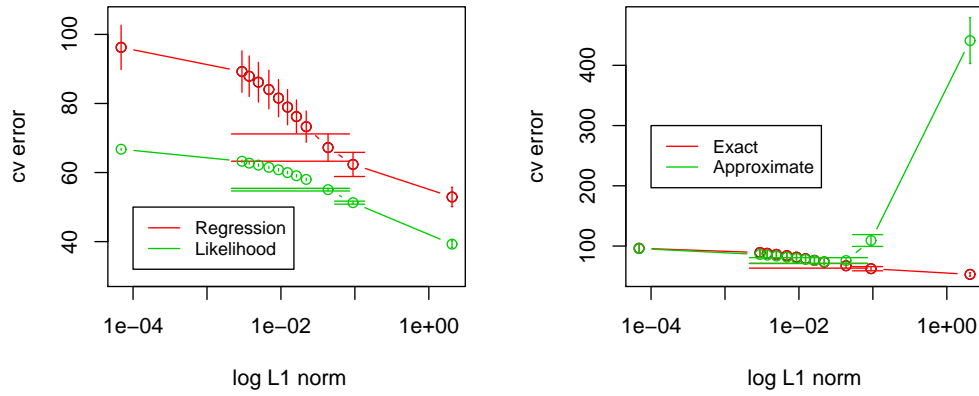 cv error
100
80
60
40
Regression
Likelihood
1e−04
1e−02
1e+00
log L1 norm
cv error
400
300
200
100
Exact
Approximate
1e−04
1e−02
1e+00
log L1 norm